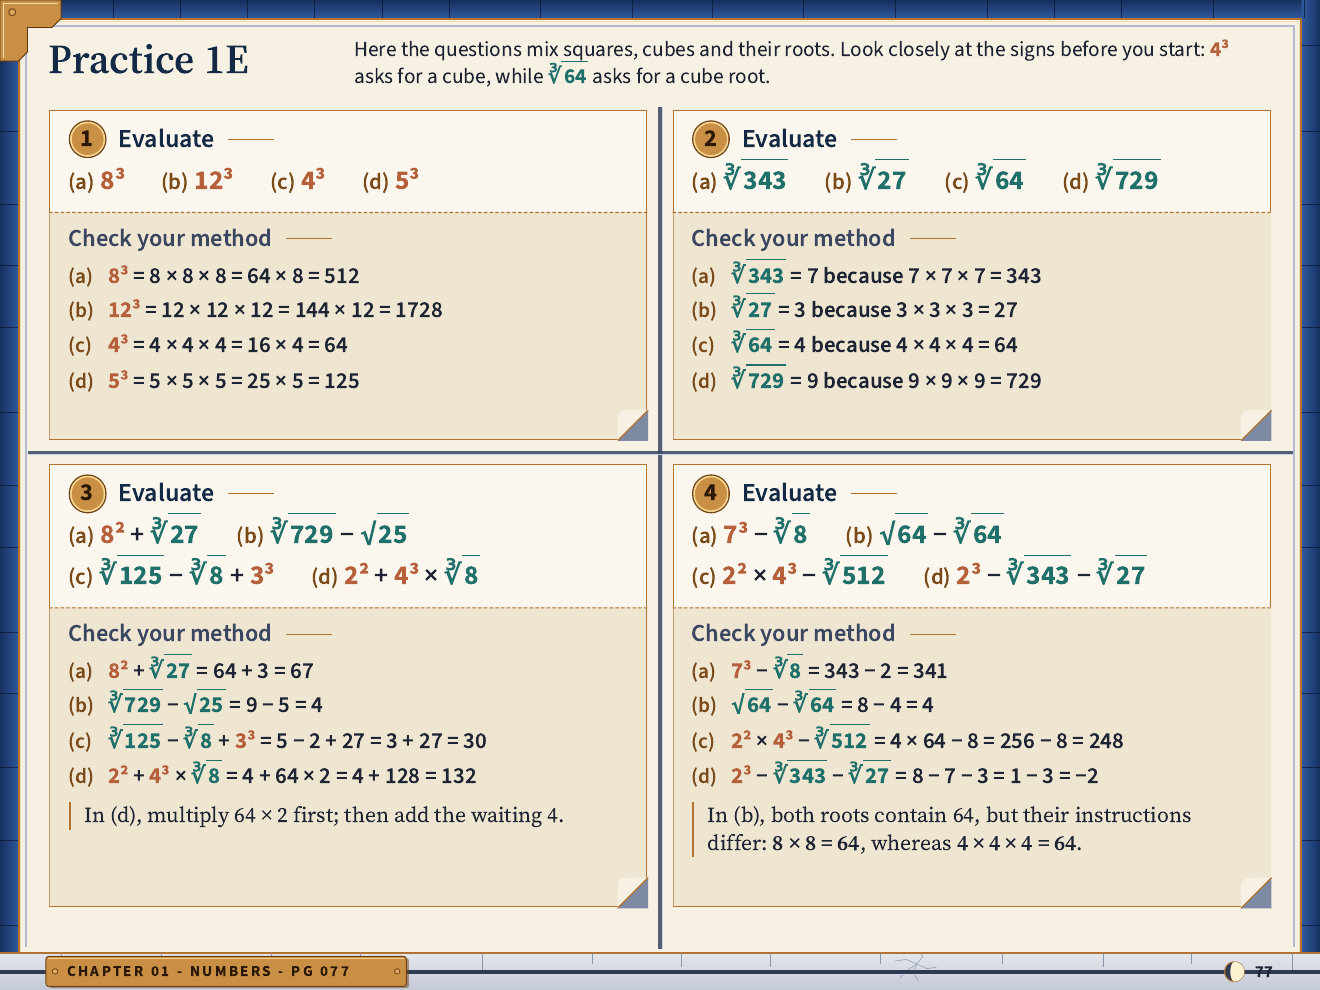 Practice 1E
Here the questions mix squares, cubes and their roots. Look closely at the signs before you start: 4³
asks for a cube, while ∛64 asks for a cube root.
1 Evaluate
(a) 8³ (b) 12³ (c) 4³ (d) 5³
Check your method
(a) 8³ = 8 × 8 × 8 = 64 × 8 = 512
(b) 12³ = 12 × 12 × 12 = 144 × 12 = 1728
(c) 4³ = 4 × 4 × 4 = 16 × 4 = 64
(d) 5³ = 5 × 5 × 5 = 25 × 5 = 125
2 Evaluate
(a) ∛343 (b) ∛27 (c) ∛64 (d) ∛729
Check your method
(a) ∛343 = 7 because 7 × 7 × 7 = 343
(b) ∛27 = 3 because 3 × 3 × 3 = 27
(c) ∛64 = 4 because 4 × 4 × 4 = 64
(d) ∛729 = 9 because 9 × 9 × 9 = 729
3 Evaluate
(a) 8² + ∛27 (b) ∛729 − √25
(c) ∛125 − ∛8 + 3³ (d) 2² + 4³ × ∛8
Check your method
(a) 8² + ∛27 = 64 + 3 = 67
(b) ∛729 − √25 = 9 − 5 = 4
(c) ∛125 − ∛8 + 3³ = 5 − 2 + 27 = 3 + 27 = 30
(d) 2² + 4³ × ∛8 = 4 + 64 × 2 = 4 + 128 = 132
In (d), multiply 64 × 2 first; then add the waiting 4.
4 Evaluate
(a) 7³ − ∛8 (b) √64 − ∛64
(c) 2² × 4³ − ∛512 (d) 2³ − ∛343 − ∛27
Check your method
(a) 7³ − ∛8 = 343 − 2 = 341
(b) √64 − ∛64 = 8 − 4 = 4
(c) 2² × 4³ − ∛512 = 4 × 64 − 8 = 256 − 8 = 248
(d) 2³ − ∛343 − ∛27 = 8 − 7 − 3 = 1 − 3 = −2
In (b), both roots contain 64, but their instructions
differ: 8 × 8 = 64, whereas 4 × 4 × 4 = 64.
CHAPTER 01 - NUMBERS - PG 077
77